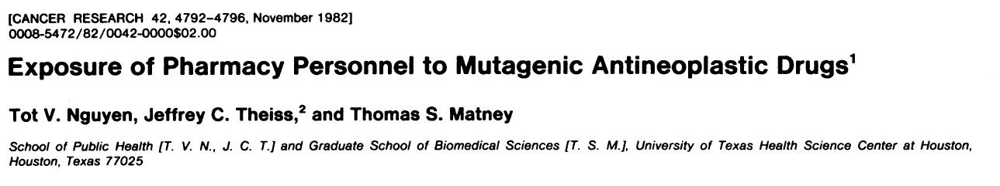 [CANCER RESEARCH 42, 4792–4796, November 1982]
0008-5472/82/0042-0000$02.00
Exposure of Pharmacy Personnel to Mutagenic Antineoplastic Drugs¹
Tot V. Nguyen, Jeffrey C. Theiss,² and Thomas S. Matney
School of Public Health [T. V. N., J. C. T.] and Graduate School of Biomedical Sciences [T. S. M.], University of Texas Health Science Center at Houston,
Houston, Texas 77025